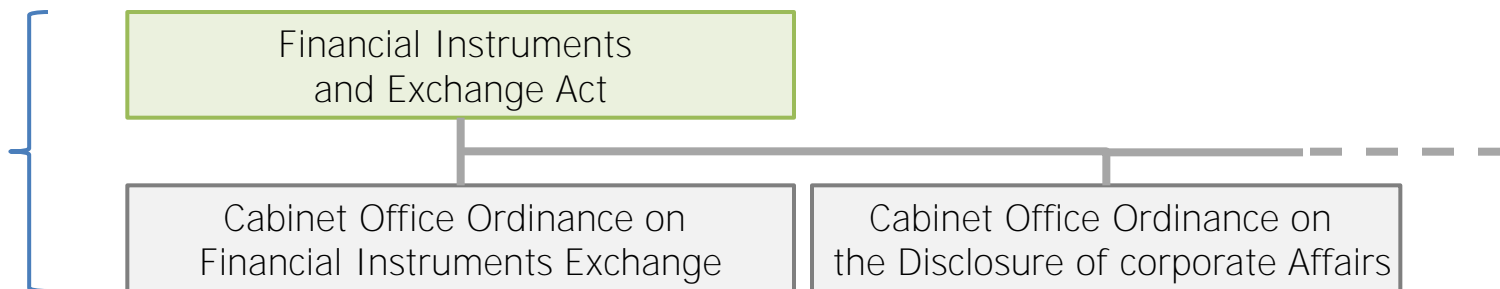 Financial Instruments
and Exchange Act
Cabinet Office Ordinance on
Financial Instruments Exchange
Cabinet Office Ordinance on
the Disclosure of corporate Affairs